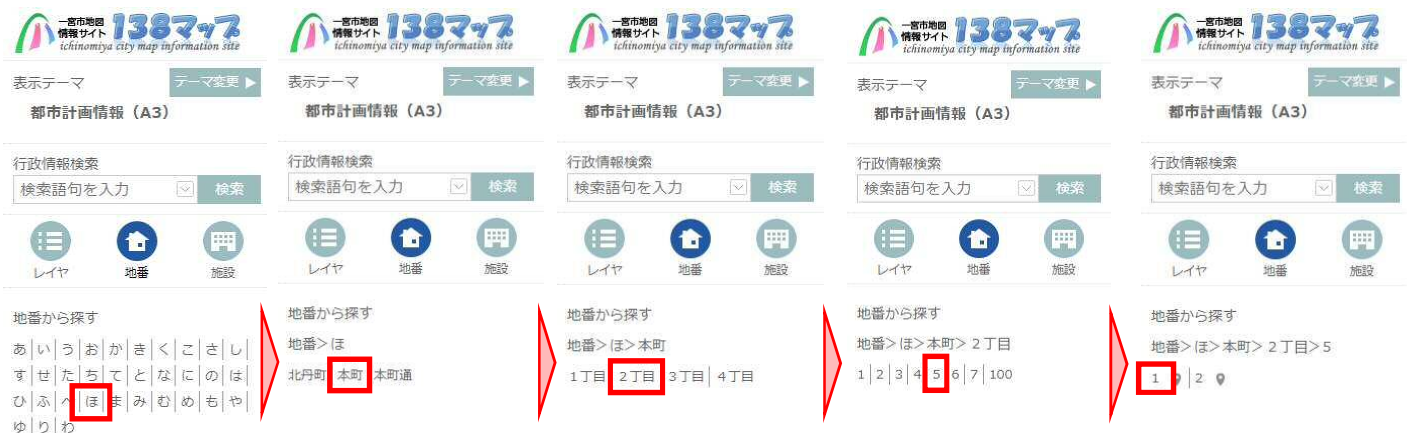 一宮市地図
情報サイト 138マップ
ichinomiya city map information site
表示テーマ
テーマ変更 ▶
都市計画情報（A3）
行政情報検索
検索語句を入力
検索
レイヤ 地番 施設
地番から探す
あ|い|う|お|か|き|く|こ|さ|し|
す|せ|た|ち|て|と|な|に|の|は|
ひ|ふ|へ|ほ|ま|み|む|め|も|や|
ゆ|り|わ
一宮市地図
情報サイト 138マップ
ichinomiya city map information site
表示テーマ
テーマ変更 ▶
都市計画情報（A3）
行政情報検索
検索語句を入力
検索
レイヤ 地番 施設
地番から探す
地番>ほ
北丹町|本町|本町通
一宮市地図
情報サイト 138マップ
ichinomiya city map information site
表示テーマ
テーマ変更 ▶
都市計画情報（A3）
行政情報検索
検索語句を入力
検索
レイヤ 地番 施設
地番から探す
地番>ほ>本町
1丁目|2丁目|3丁目|4丁目
一宮市地図
情報サイト 138マップ
ichinomiya city map information site
表示テーマ
テーマ変更 ▶
都市計画情報（A3）
行政情報検索
検索語句を入力
検索
レイヤ 地番 施設
地番から探す
地番>ほ>本町>2丁目
1|2|3|4|5|6|7|100
一宮市地図
情報サイト 138マップ
ichinomiya city map information site
表示テーマ
テーマ変更 ▶
都市計画情報（A3）
行政情報検索
検索語句を入力
検索
レイヤ 地番 施設
地番から探す
地番>ほ>本町>2丁目>5
1|2